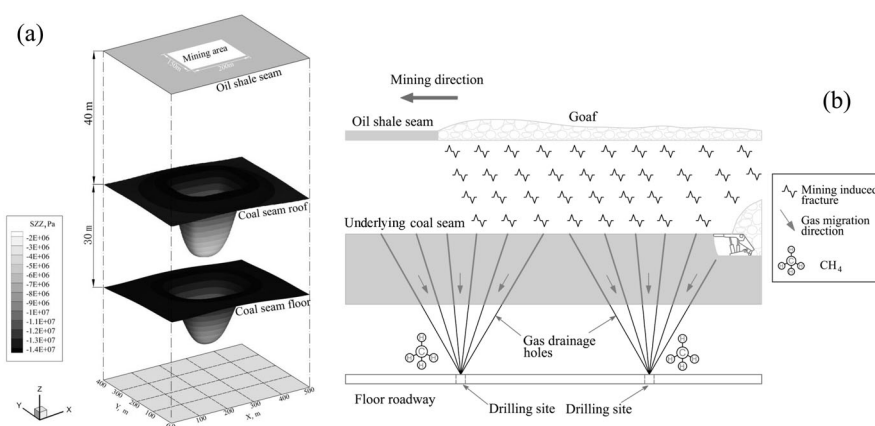 (a)
Mining area
150m
200m
Oil shale seam
40 m
Coal seam roof
30 m
Coal seam floor
SZZ, Pa
-2E+06
-3E+06
-4E+06
-5E+06
-6E+06
-7E+06
-8E+06
-9E+06
-1E+07
-1.1E+07
-1.2E+07
-1.3E+07
-1.4E+07
400
300
200
100
Y, m
100
200
300
400
500
X, m
Z
Y
X
(b)
Mining direction
Oil shale seam
Goaf
Underlying coal seam
Gas drainage
holes
Floor roadway
Drilling site
Drilling site
H
H C H
H
H
H C H
H
Mining induced
fracture
Gas migration
direction
H
H C H
H
CH4